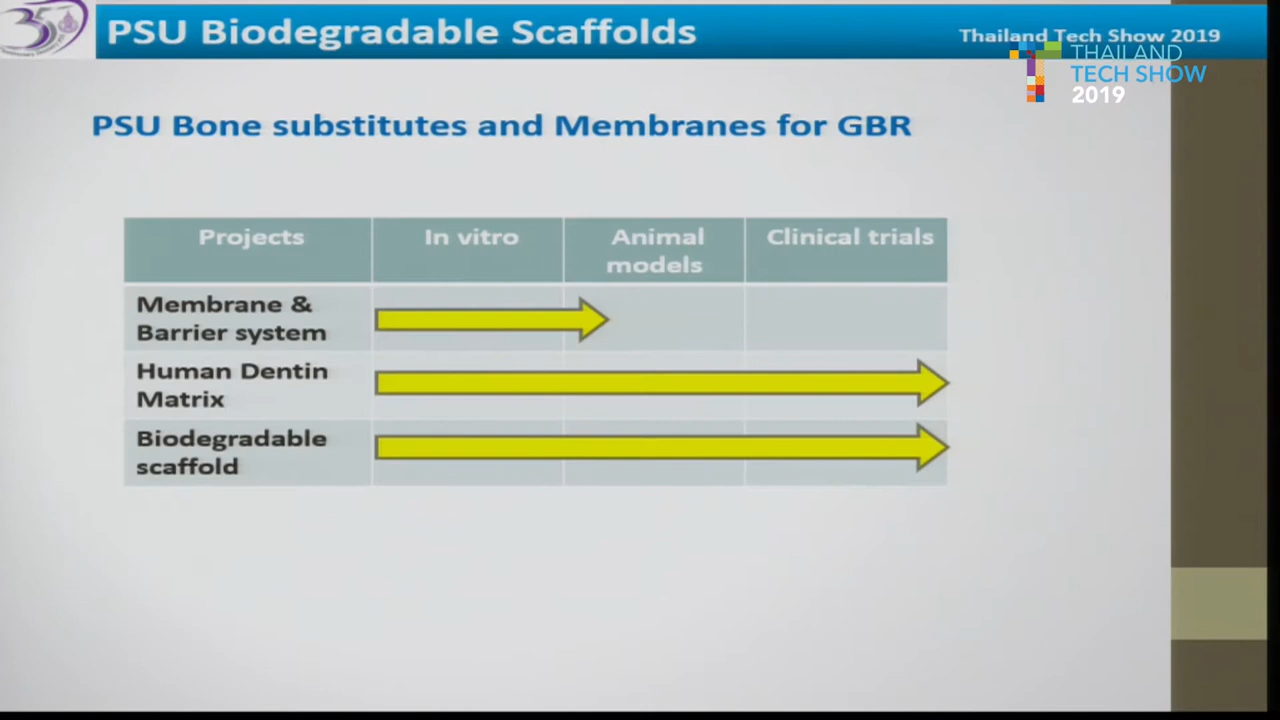 35
PSU Biodegradable Scaffolds
Thailand Tech Show 2019
THAILAND
TECH SHOW
2019
PSU Bone substitutes and Membranes for GBR
Projects
In vitro
Animal
models
Clinical trials
Membrane &
Barrier system
Human Dentin
Matrix
Biodegradable
scaffold